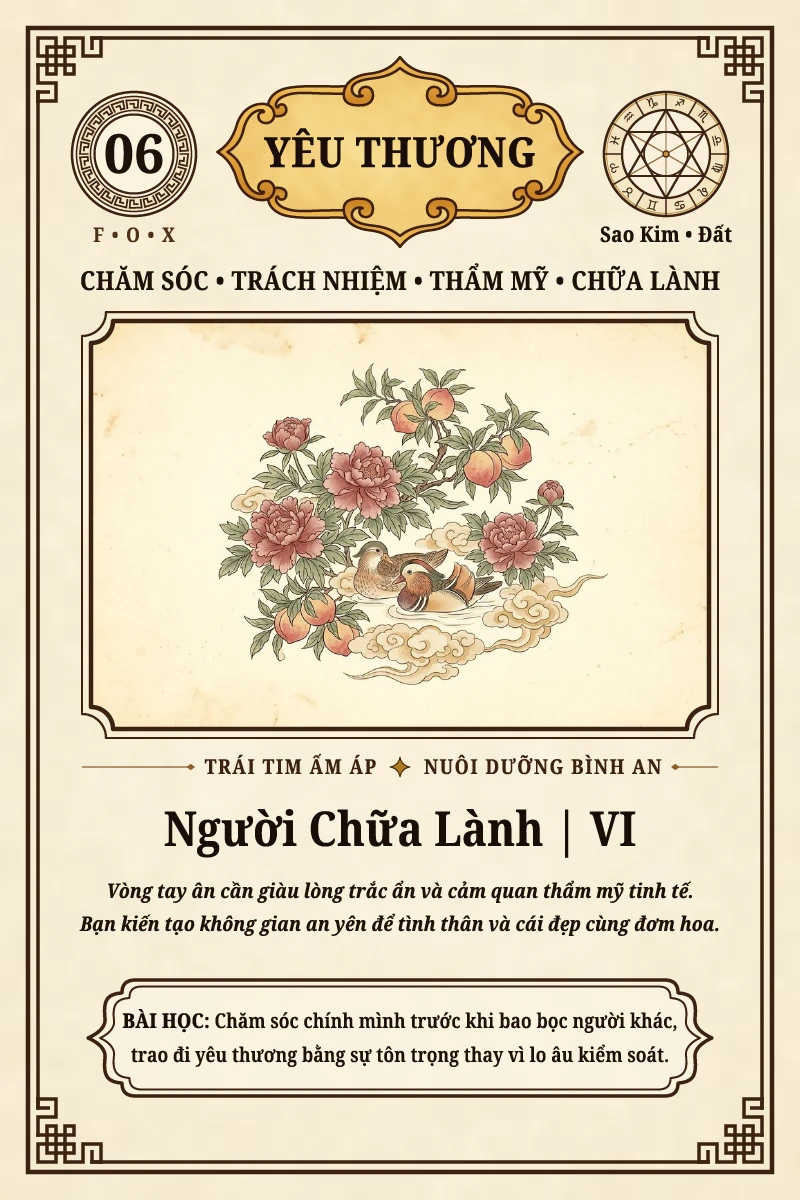 06
YÊU THƯƠNG
F • O • X
Sao Kim • Đất
CHĂM SÓC • TRÁCH NHIỆM • THẨM MỸ • CHỮA LÀNH
TRÁI TIM ẤM ÁP ✦ NUÔI DƯỠNG BÌNH AN
Người Chữa Lành | VI
Vòng tay ân cần giàu lòng trắc ẩn và cảm quan thẩm mỹ tinh tế.
Bạn kiến tạo không gian an yên để tình thân và cái đẹp cùng đơm hoa.
BÀI HỌC: Chăm sóc chính mình trước khi bao bọc người khác,
trao đi yêu thương bằng sự tôn trọng thay vì lo âu kiểm soát.